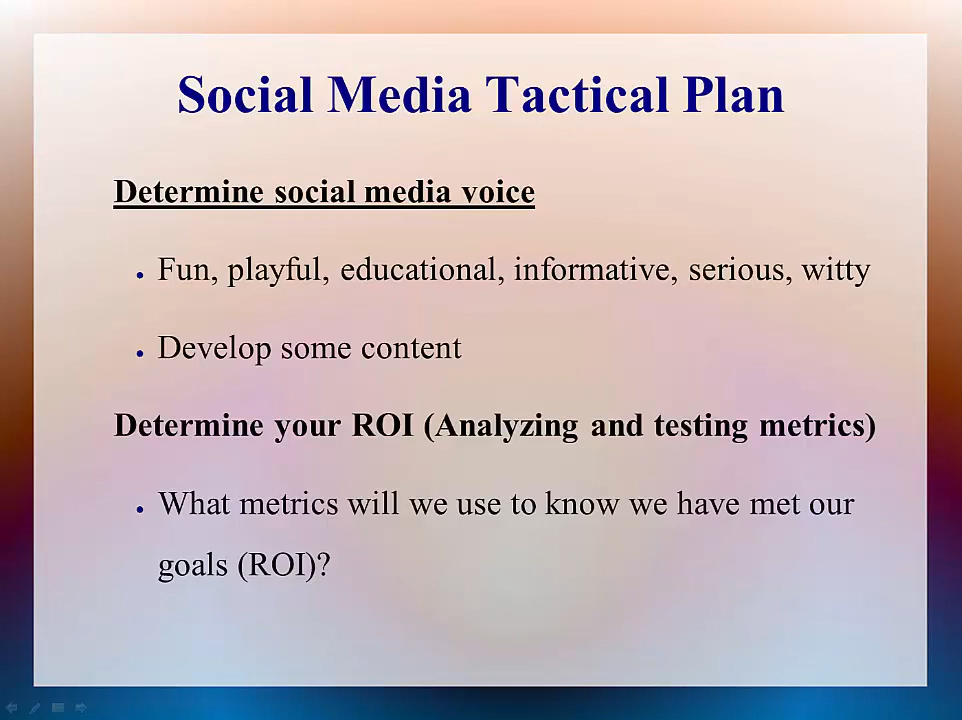 Social Media Tactical Plan
Determine social media voice
• Fun, playful, educational, informative, serious, witty
• Develop some content
Determine your ROI (Analyzing and testing metrics)
• What metrics will we use to know we have met our
goals (ROI)?